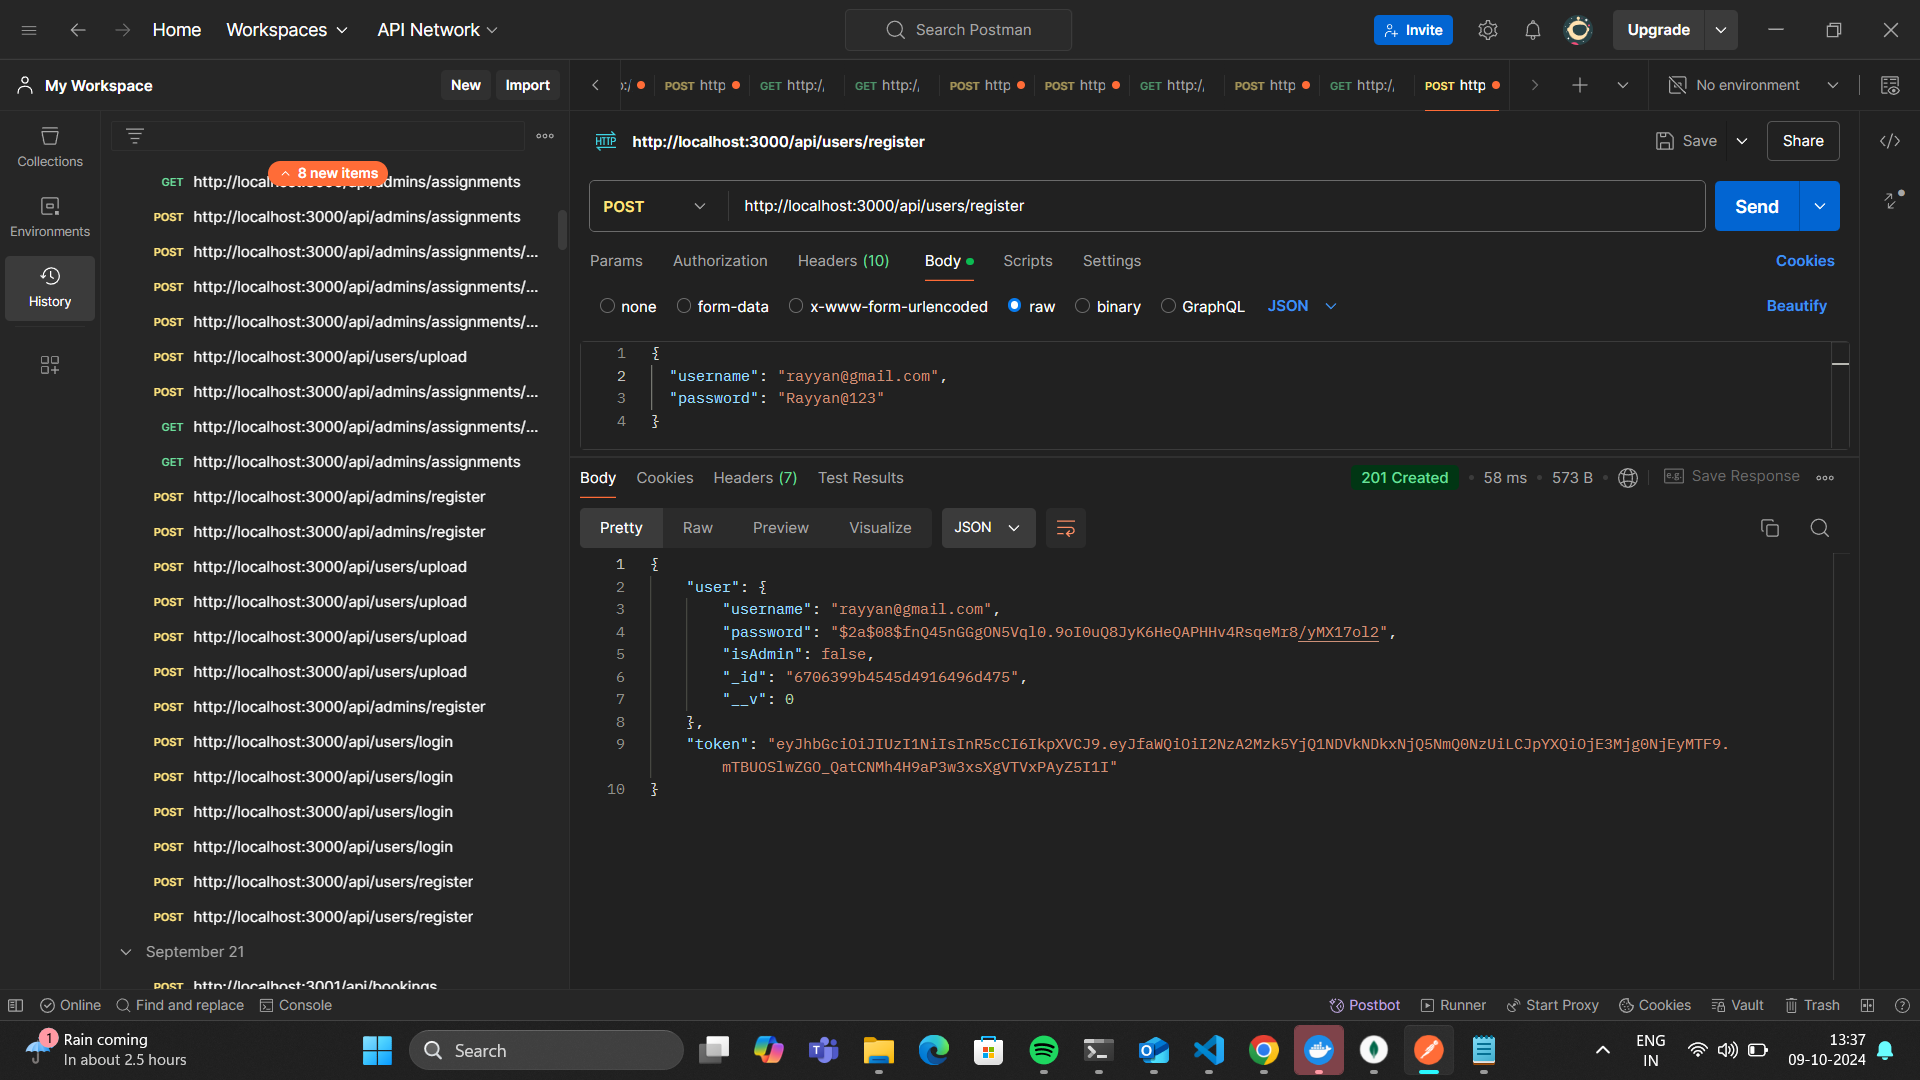 Home
Workspaces
API Network
Search Postman
Invite
Upgrade
My Workspace
New
Import
POST http
GET http:/
GET http:/
POST http
POST http
GET http:/
POST http
GET http:/
POST http
No environment
Collections
Environments
History
8 new items
GET http://localhost:3000/api/admins/assignments
POST http://localhost:3000/api/admins/assignments
POST http://localhost:3000/api/admins/assignments/...
POST http://localhost:3000/api/admins/assignments/...
POST http://localhost:3000/api/admins/assignments/...
POST http://localhost:3000/api/users/upload
POST http://localhost:3000/api/admins/assignments/...
GET http://localhost:3000/api/admins/assignments/...
GET http://localhost:3000/api/admins/assignments
POST http://localhost:3000/api/admins/register
POST http://localhost:3000/api/admins/register
POST http://localhost:3000/api/users/upload
POST http://localhost:3000/api/users/upload
POST http://localhost:3000/api/users/upload
POST http://localhost:3000/api/users/upload
POST http://localhost:3000/api/admins/register
POST http://localhost:3000/api/users/login
POST http://localhost:3000/api/users/login
POST http://localhost:3000/api/users/login
POST http://localhost:3000/api/users/login
POST http://localhost:3000/api/users/register
POST http://localhost:3000/api/users/register
September 21
POST http://localhost:3001/api/bookings
HTTP http://localhost:3000/api/users/register
Save
Share
POST http://localhost:3000/api/users/register
Send
Params Authorization Headers (10) Body Scripts Settings
Cookies
none form-data x-www-form-urlencoded raw binary GraphQL JSON
Beautify
1 {
2 "username": "rayyan@gmail.com",
3 "password": "Rayyan@123"
4 }
Body Cookies Headers (7) Test Results
201 Created • 58 ms • 573 B
e.g. Save Response
Pretty Raw Preview Visualize JSON
1 {
2 "user": {
3 "username": "rayyan@gmail.com",
4 "password": "$2a$08$fnQ45nGGgON5Vql0.9oI0uQ8JyK6HeQAPHHv4RsqeMr8/yMX17ol2",
5 "isAdmin": false,
6 "_id": "6706399b4545d4916496d475",
7 "__v": 0
8 },
9 "token": "eyJhbGciOiJIUzI1NiIsInR5cCI6IkpXVCJ9.eyJfaWQiOiI2NzA2Mzk5YjQ1NDVkNDkxNjQ5NmQ0NzUiLCJpYXQiOjE3Mjg0NjEyMTF9.
mTBUOSlwZGO_QatCNMh4H9aP3w3xsXgVTVxPAyZ5I1I"
10 }
Online
Find and replace
Console
Postbot
Runner
Start Proxy
Cookies
Vault
Trash
1
Rain coming
In about 2.5 hours
Search
ENG
IN
13:37
09-10-2024